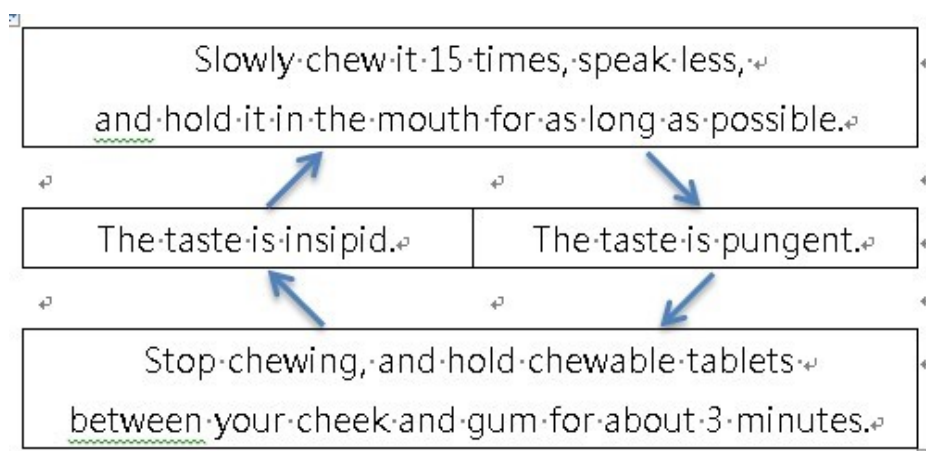 Slowly chew it 15 times, speak less,
and hold it in the mouth for as long as possible.
The taste is insipid.
The taste is pungent.
Stop chewing, and hold chewable tablets
between your cheek and gum for about 3 minutes.